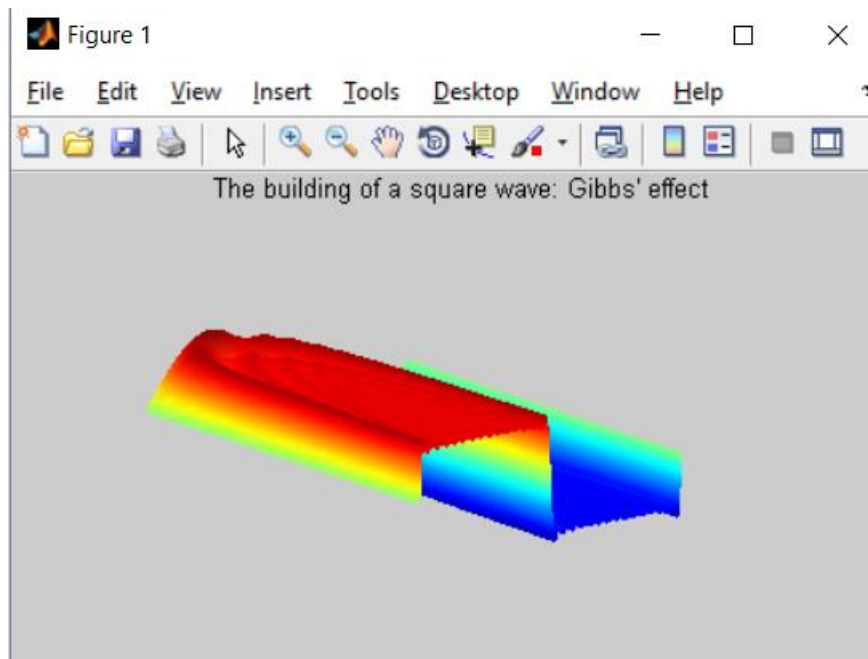 Figure 1
File Edit View Insert Tools Desktop Window Help
The building of a square wave: Gibbs' effect